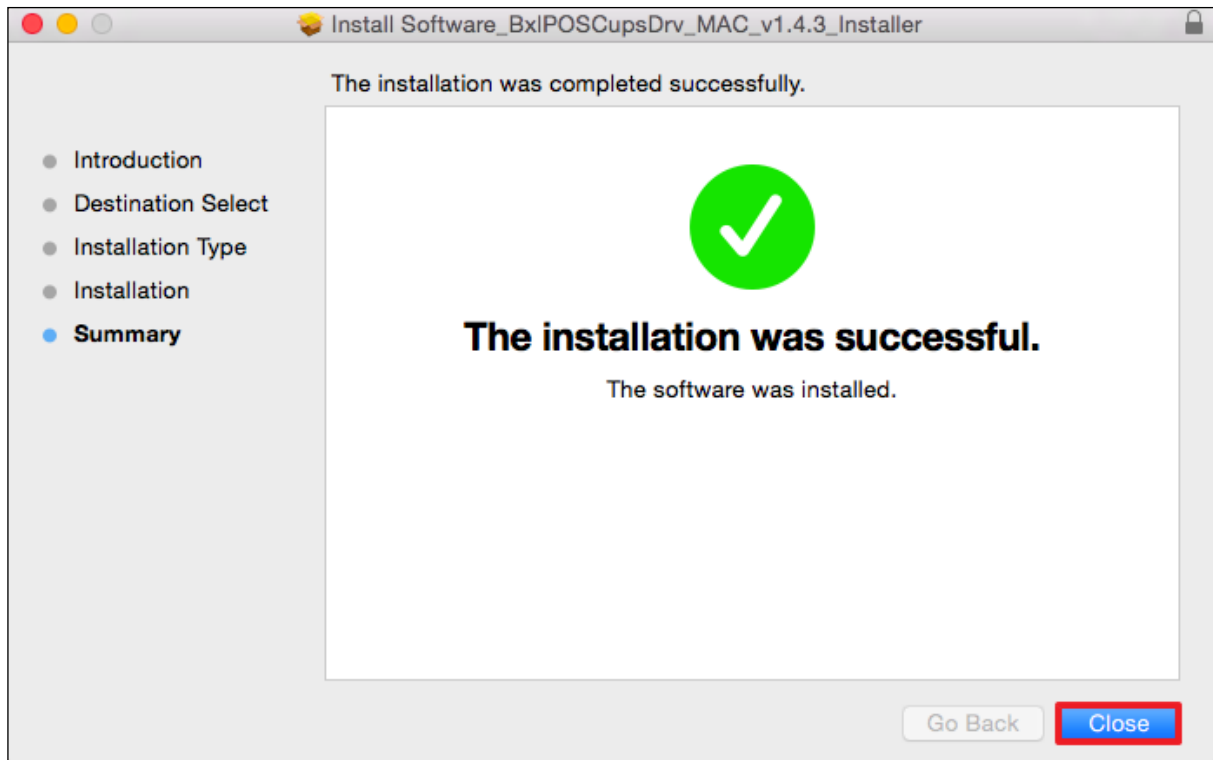 Install Software_BxlPOSCupsDrv_MAC_v1.4.3_Installer
The installation was completed successfully.
Introduction
Destination Select
Installation Type
Installation
Summary
The installation was successful.
The software was installed.
Go Back
Close